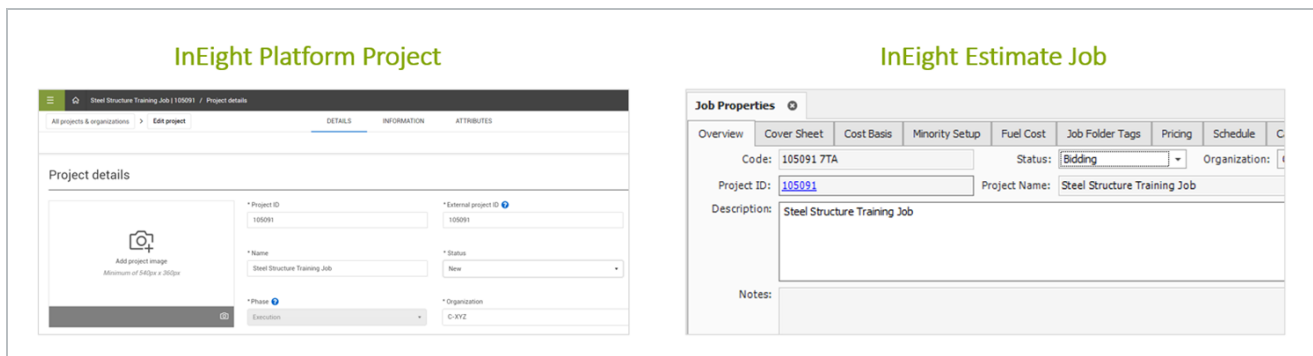 InEight Platform Project
Steel Structure Training Job | 105091 / Project details
All projects & organizations > Edit project DETAILS INFORMATION ATTRIBUTES
Project details
* Project ID * External project ID ?
105091 105091
Add project image
Minimum of 540px x 360px
* Name * Status
Steel Structure Training Job New
* Phase ? * Organization
Execution C-XYZ
InEight Estimate Job
Job Properties
Overview Cover Sheet Cost Basis Minority Setup Fuel Cost Job Folder Tags Pricing Schedule C
Code: 105091 7TA Status: Bidding Organization:
Project ID: 105091 Project Name: Steel Structure Training Job
Description: Steel Structure Training Job
Notes: